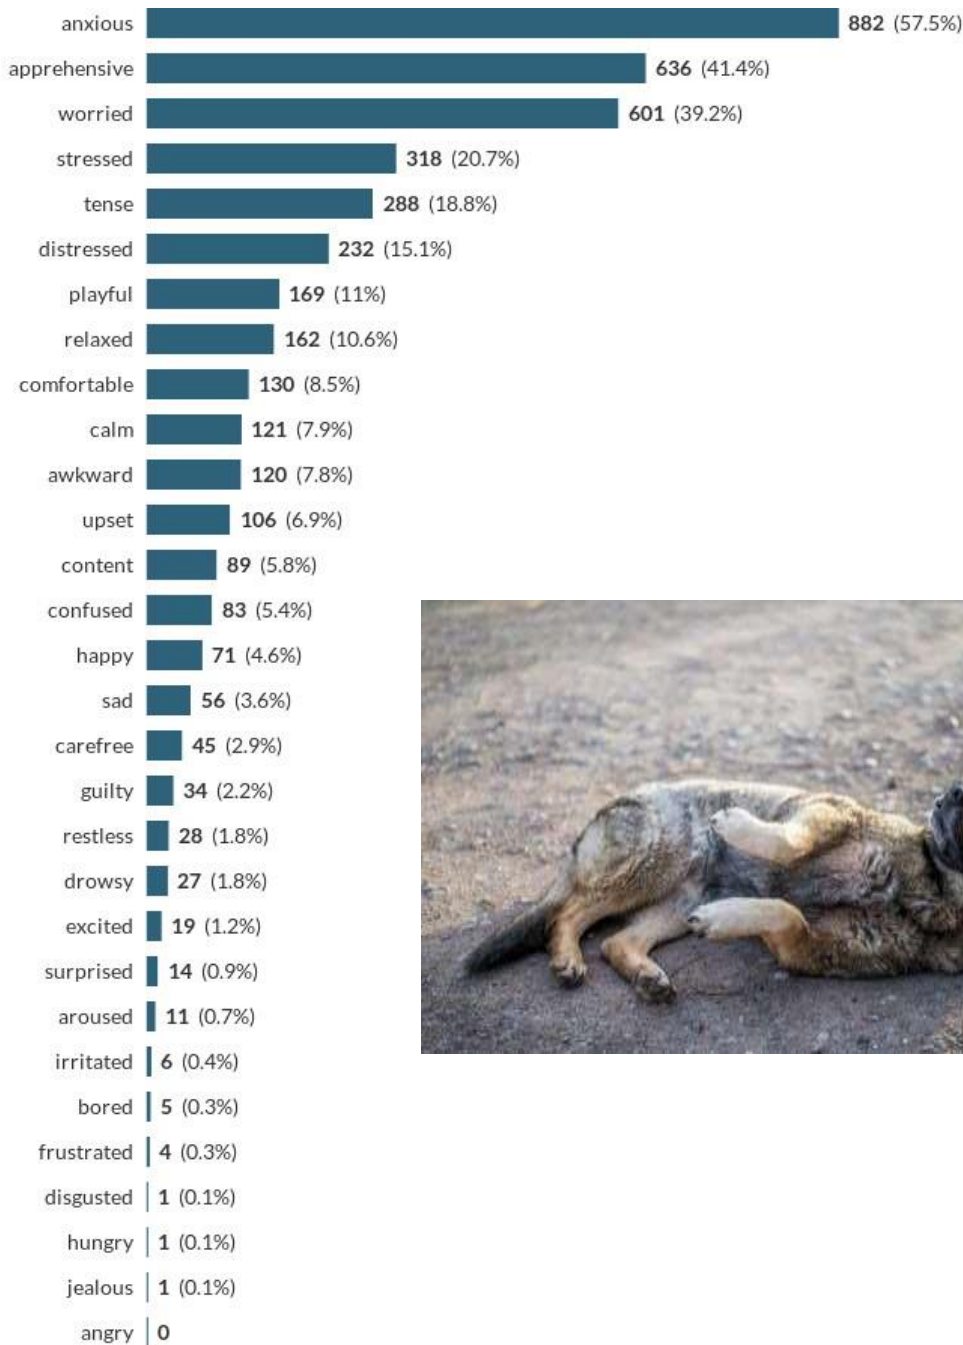 anxious 882 (57.5%)
apprehensive 636 (41.4%)
worried 601 (39.2%)
stressed 318 (20.7%)
tense 288 (18.8%)
distressed 232 (15.1%)
playful 169 (11%)
relaxed 162 (10.6%)
comfortable 130 (8.5%)
calm 121 (7.9%)
awkward 120 (7.8%)
upset 106 (6.9%)
content 89 (5.8%)
confused 83 (5.4%)
happy 71 (4.6%)
sad 56 (3.6%)
carefree 45 (2.9%)
guilty 34 (2.2%)
restless 28 (1.8%)
drowsy 27 (1.8%)
excited 19 (1.2%)
surprised 14 (0.9%)
aroused 11 (0.7%)
irritated 6 (0.4%)
bored 5 (0.3%)
frustrated 4 (0.3%)
disgusted 1 (0.1%)
hungry 1 (0.1%)
jealous 1 (0.1%)
angry 0